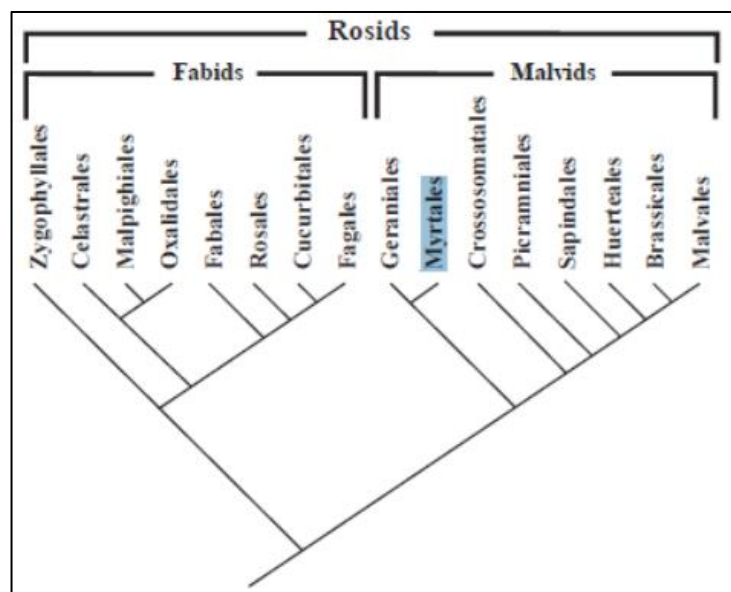 Rosids
Fabids
Malvids
Zygophyllales
Celastrales
Malpighiales
Oxalidales
Fabales
Rosales
Cucurbitales
Fagales
Geraniales
Myrtales
Crossosomatales
Picramniales
Sapindales
Huerteales
Brassicales
Malvales